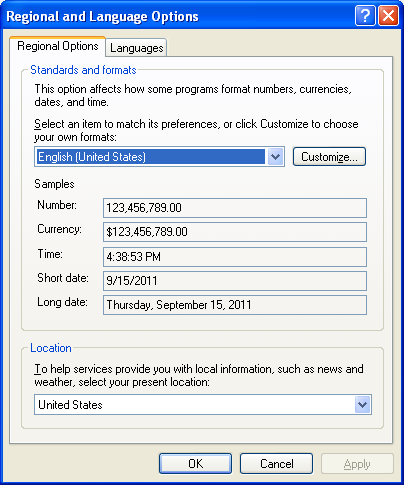 Regional and Language Options
Regional Options Languages
Standards and formats
This option affects how some programs format numbers, currencies,
dates, and time.
Select an item to match its preferences, or click Customize to choose
your own formats:
English (United States) Customize...
Samples
Number: 123,456,789.00
Currency: $123,456,789.00
Time: 4:38:53 PM
Short date: 9/15/2011
Long date: Thursday, September 15, 2011
Location
To help services provide you with local information, such as news and
weather, select your present location:
United States
OK Cancel Apply